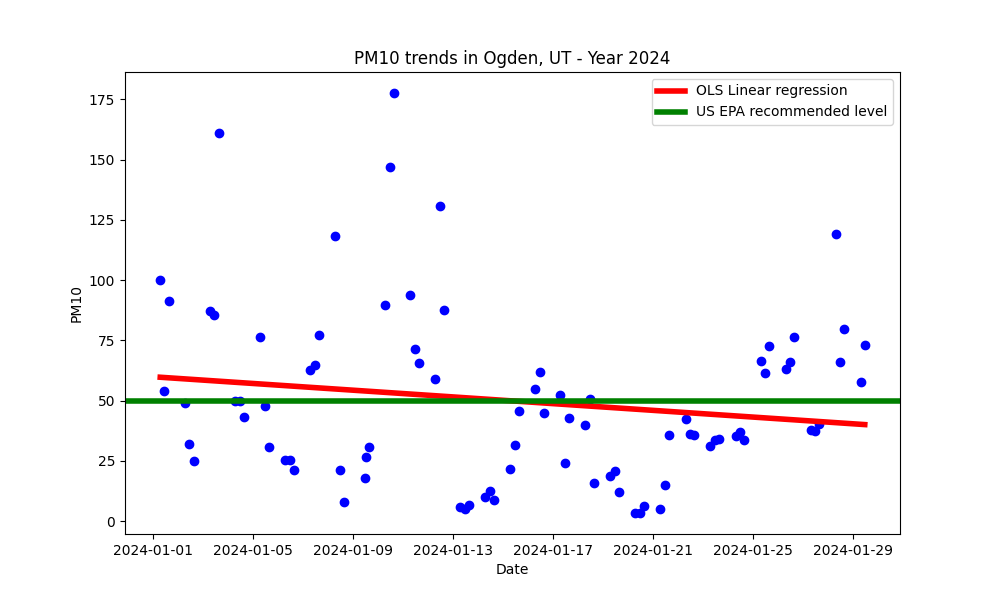 PM10 trends in Ogden, UT - Year 2024
OLS Linear regression
US EPA recommended level
175
150
125
100
75
50
25
0
PM10
2024-01-01 2024-01-05 2024-01-09 2024-01-13 2024-01-17 2024-01-21 2024-01-25 2024-01-29
Date